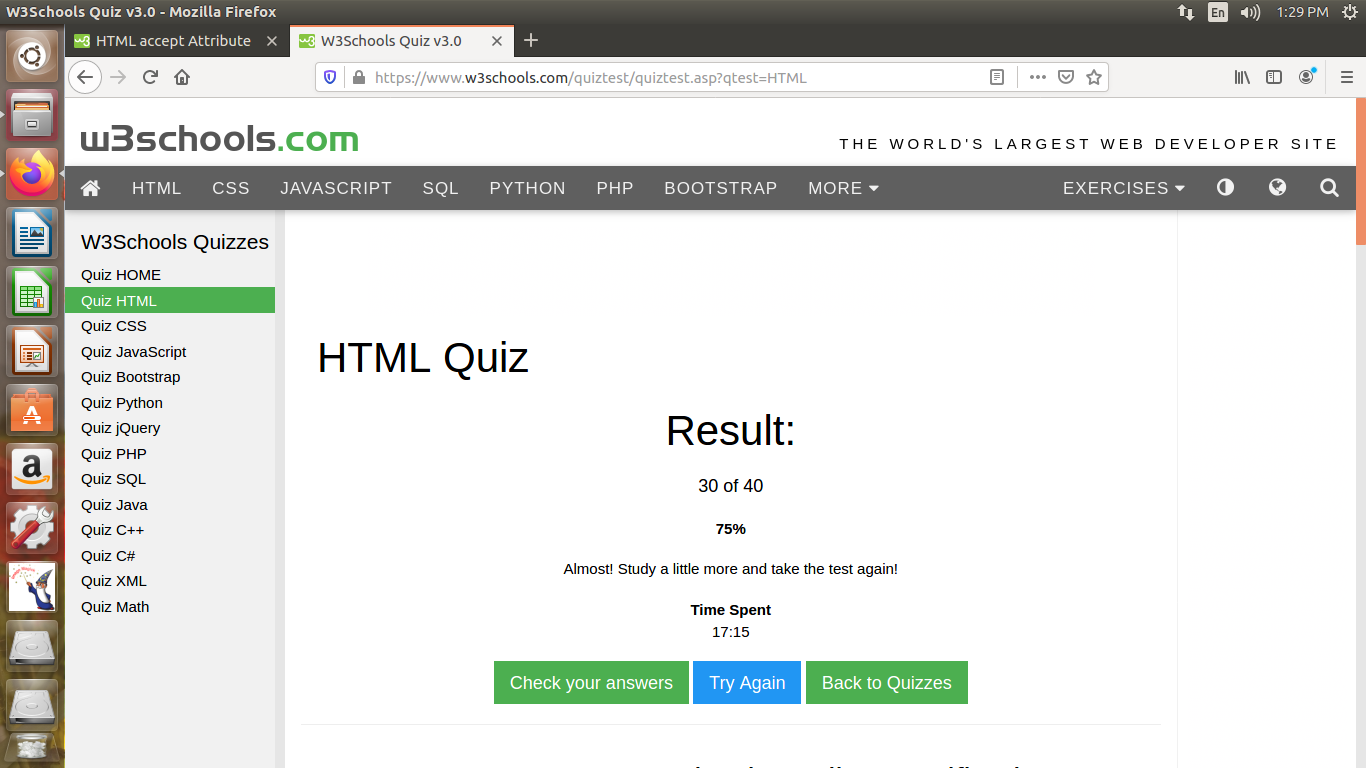 W3Schools Quiz v3.0 - Mozilla Firefox
En
1:29 PM
HTML accept Attribute
W3Schools Quiz v3.0
https://www.w3schools.com/quiztest/quiztest.asp?qtest=HTML
w3schools.com
THE WORLD'S LARGEST WEB DEVELOPER SITE
HTML CSS JAVASCRIPT SQL PYTHON PHP BOOTSTRAP MORE EXERCISES
W3Schools Quizzes
Quiz HOME
Quiz HTML
Quiz CSS
Quiz JavaScript
Quiz Bootstrap
Quiz Python
Quiz jQuery
Quiz PHP
Quiz SQL
Quiz Java
Quiz C++
Quiz C#
Quiz XML
Quiz Math
HTML Quiz
Result:
30 of 40
75%
Almost! Study a little more and take the test again!
Time Spent
17:15
Check your answers
Try Again
Back to Quizzes